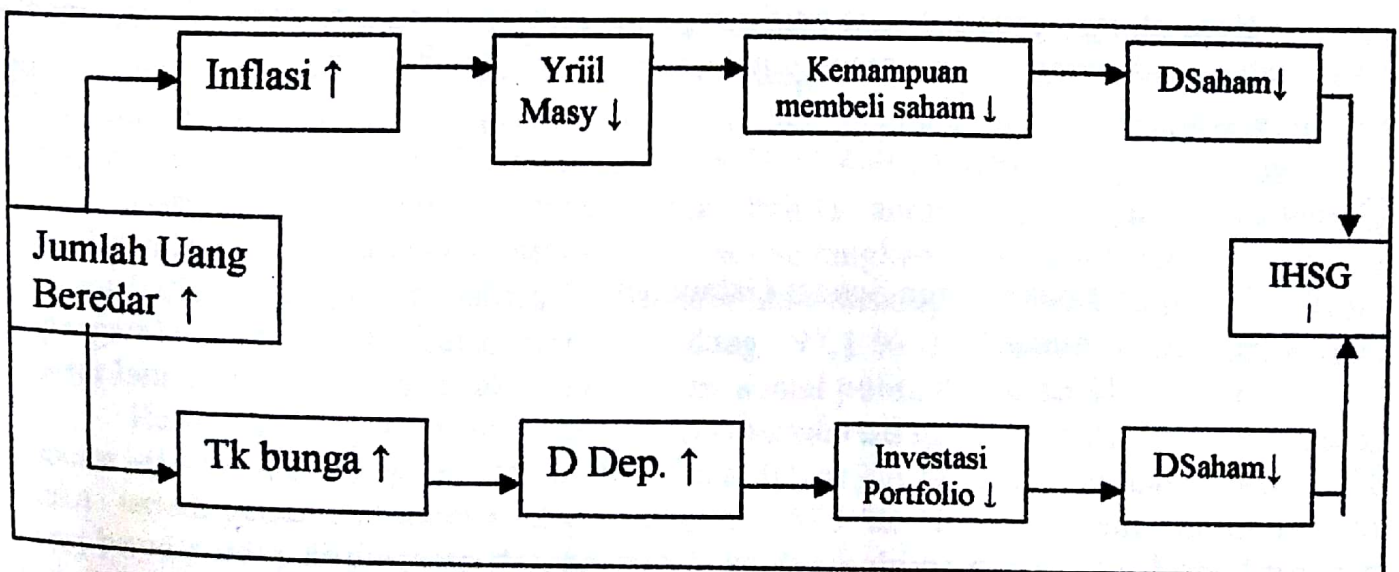 Inflasi ↑
Yriil
Masy ↓
Kemampuan
membeli saham ↓
DSaham↓
Jumlah Uang
Beredar ↑
IHSG
Tk bunga ↑
D Dep. ↑
Investasi
Portfolio ↓
DSaham↓